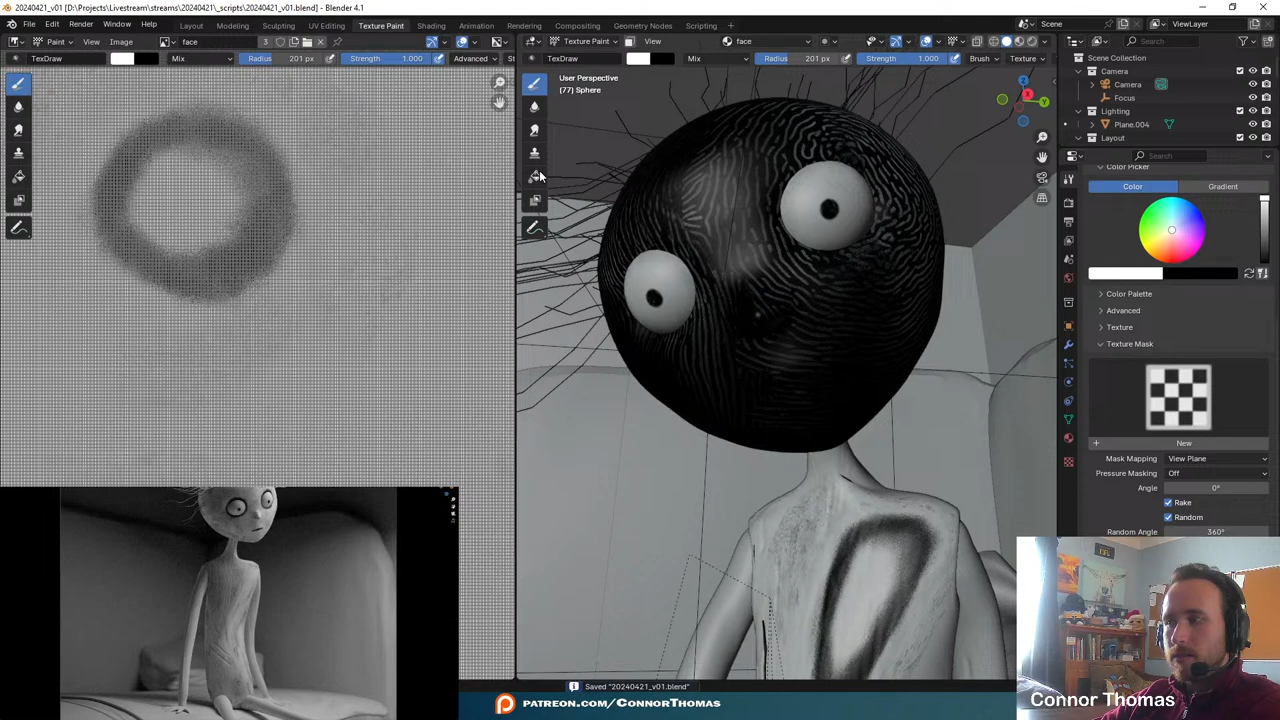 20240421_v01 [D:\Projects\Livestream\streams\20240421\_scripts\20240421_v01.blend] - Blender 4.1
File Edit Render Window Help Layout Modeling Sculpting UV Editing Texture Paint Shading Animation Rendering Compositing Geometry Nodes Scripting + Scene ViewLayer
Paint View Image face 3 Texture Paint View face Search
TexDraw Mix Radius 201 px Strength 1.000 Advanced TexDraw Mix Radius 201 px Strength 1.000 Brush Texture
Scene Collection
Camera
Camera
Focus
Lighting
Plane.004
Layout
User Perspective
(77) Sphere
Z
X
Y
Search
Color Picker
Color Gradient
Color Palette
Advanced
Texture
Texture Mask
+ New
Mask Mapping View Plane
Pressure Masking Off
Angle 0°
Rake
Random
Random Angle 360°
Saved "20240421_v01.blend"
PATREON.COM/CONNORTHOMAS
Connor Thomas